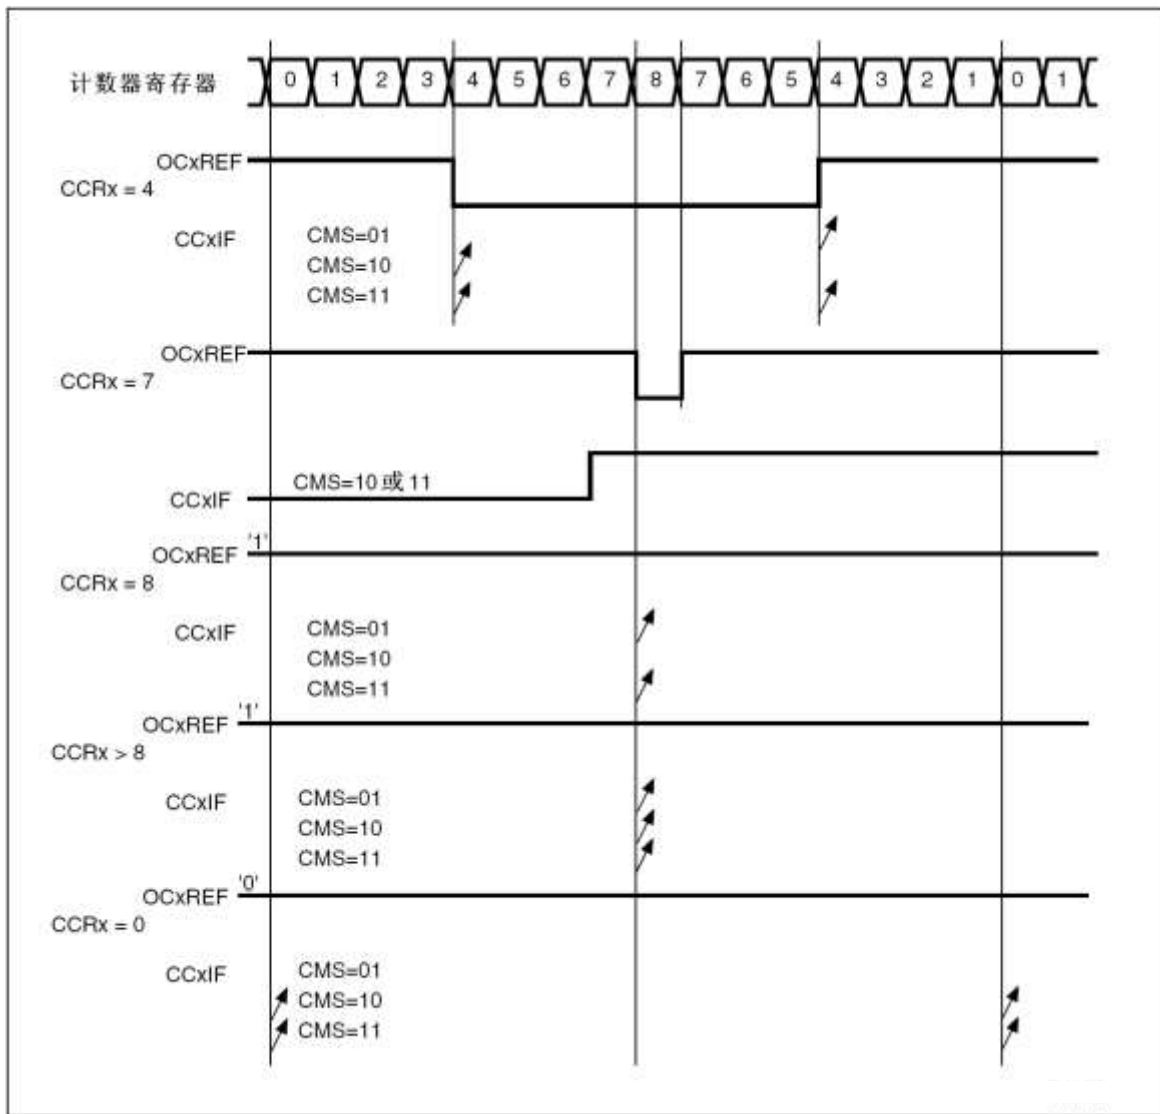 计数器寄存器 0 1 2 3 4 5 6 7 8 7 6 5 4 3 2 1 0 1
OCxREF
CCRx = 4
CCxIF
CMS=01
CMS=10
CMS=11
OCxREF
CCRx = 7
CMS=10 或 11
CCxIF
OCxREF '1'
CCRx = 8
CCxIF
CMS=01
CMS=10
CMS=11
OCxREF '1'
CCRx > 8
CCxIF
CMS=01
CMS=10
CMS=11
OCxREF '0'
CCRx = 0
CCxIF
CMS=01
CMS=10
CMS=11